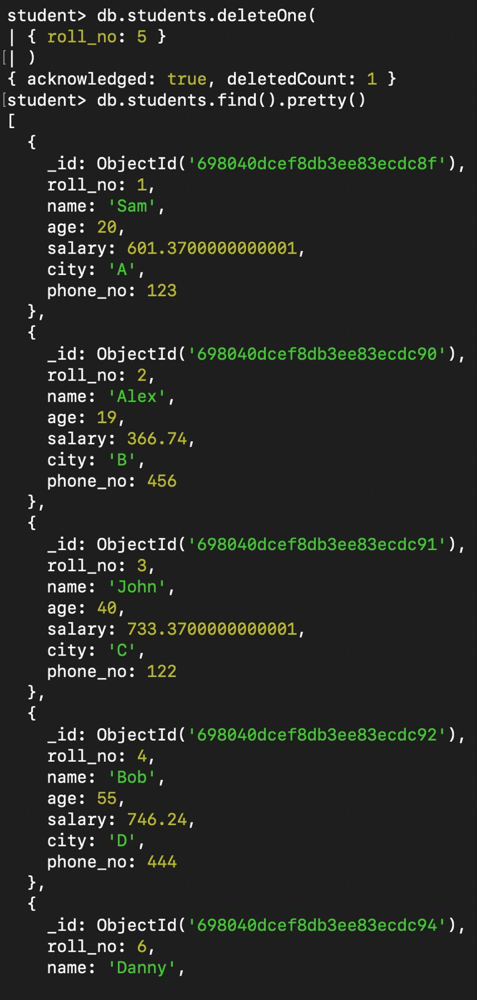 student> db.students.deleteOne(
| { roll_no: 5 }
[| )
{ acknowledged: true, deletedCount: 1 }
[student> db.students.find().pretty()
[
  {
    _id: ObjectId('698040dcef8db3ee83ecdc8f'),
    roll_no: 1,
    name: 'Sam',
    age: 20,
    salary: 601.3700000000001,
    city: 'A',
    phone_no: 123
  },
  {
    _id: ObjectId('698040dcef8db3ee83ecdc90'),
    roll_no: 2,
    name: 'Alex',
    age: 19,
    salary: 366.74,
    city: 'B',
    phone_no: 456
  },
  {
    _id: ObjectId('698040dcef8db3ee83ecdc91'),
    roll_no: 3,
    name: 'John',
    age: 40,
    salary: 733.3700000000001,
    city: 'C',
    phone_no: 122
  },
  {
    _id: ObjectId('698040dcef8db3ee83ecdc92'),
    roll_no: 4,
    name: 'Bob',
    age: 55,
    salary: 746.24,
    city: 'D',
    phone_no: 444
  },
  {
    _id: ObjectId('698040dcef8db3ee83ecdc94'),
    roll_no: 6,
    name: 'Danny',